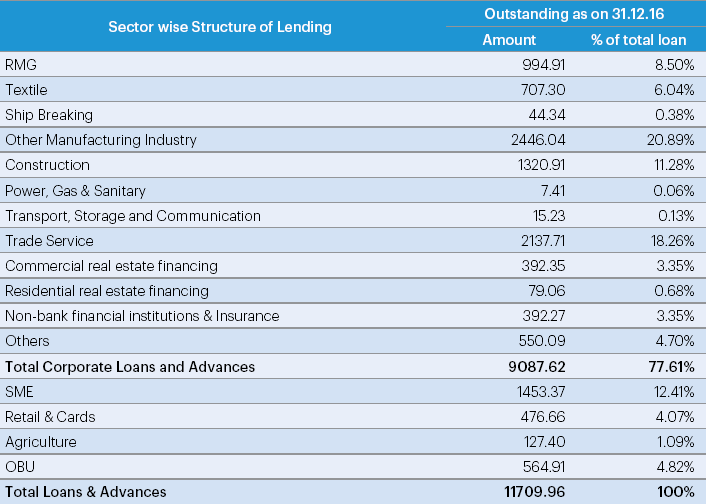 Sector wise Structure of Lending
Outstanding as on 31.12.16
Amount % of total loan
RMG 994.91 8.50%
Textile 707.30 6.04%
Ship Breaking 44.34 0.38%
Other Manufacturing Industry 2446.04 20.89%
Construction 1320.91 11.28%
Power, Gas & Sanitary 7.41 0.06%
Transport, Storage and Communication 15.23 0.13%
Trade Service 2137.71 18.26%
Commercial real estate financing 392.35 3.35%
Residential real estate financing 79.06 0.68%
Non-bank financial institutions & Insurance 392.27 3.35%
Others 550.09 4.70%
Total Corporate Loans and Advances 9087.62 77.61%
SME 1453.37 12.41%
Retail & Cards 476.66 4.07%
Agriculture 127.40 1.09%
OBU 564.91 4.82%
Total Loans & Advances 11709.96 100%